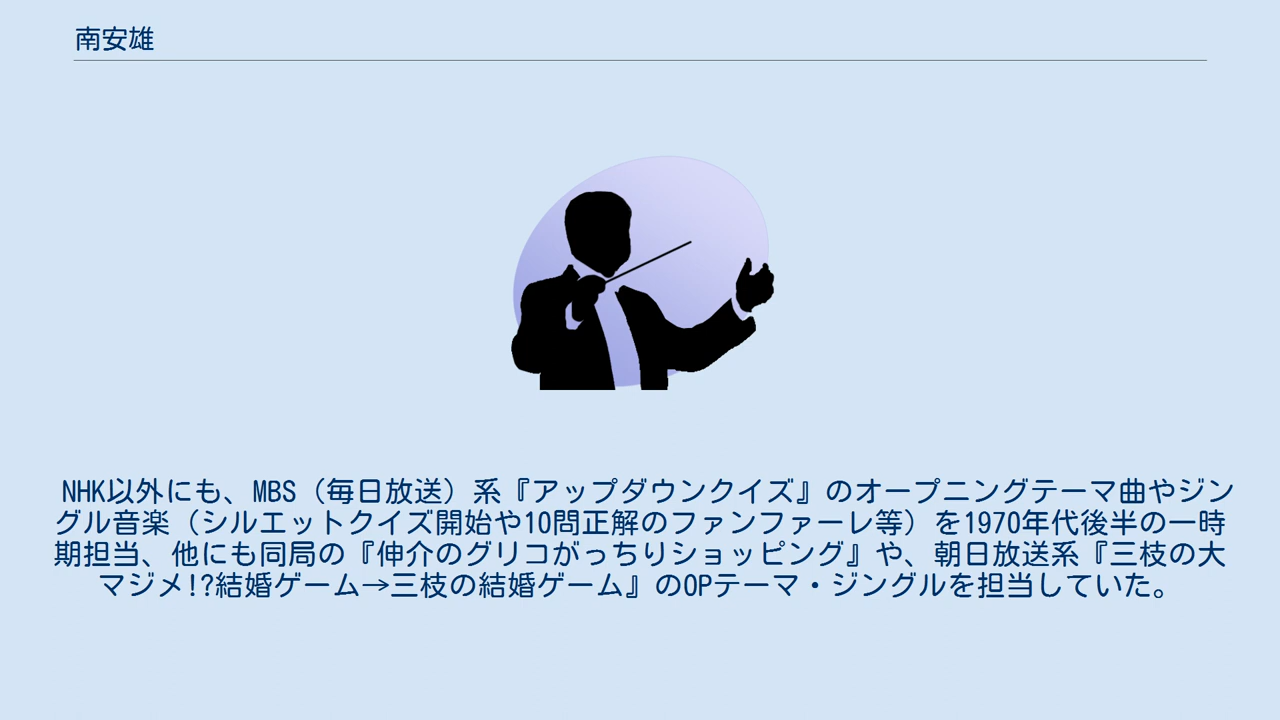 南安雄
NHK以外にも、MBS（毎日放送）系『アップダウンクイズ』のオープニングテーマ曲やジン
グル音楽（シルエットクイズ開始や10問正解のファンファーレ等）を1970年代後半の一時
期担当、他にも同局の『伸介のグリコがっちりショッピング』や、朝日放送系『三枝の大
マジメ!?結婚ゲーム→三枝の結婚ゲーム』のOPテーマ・ジングルを担当していた。